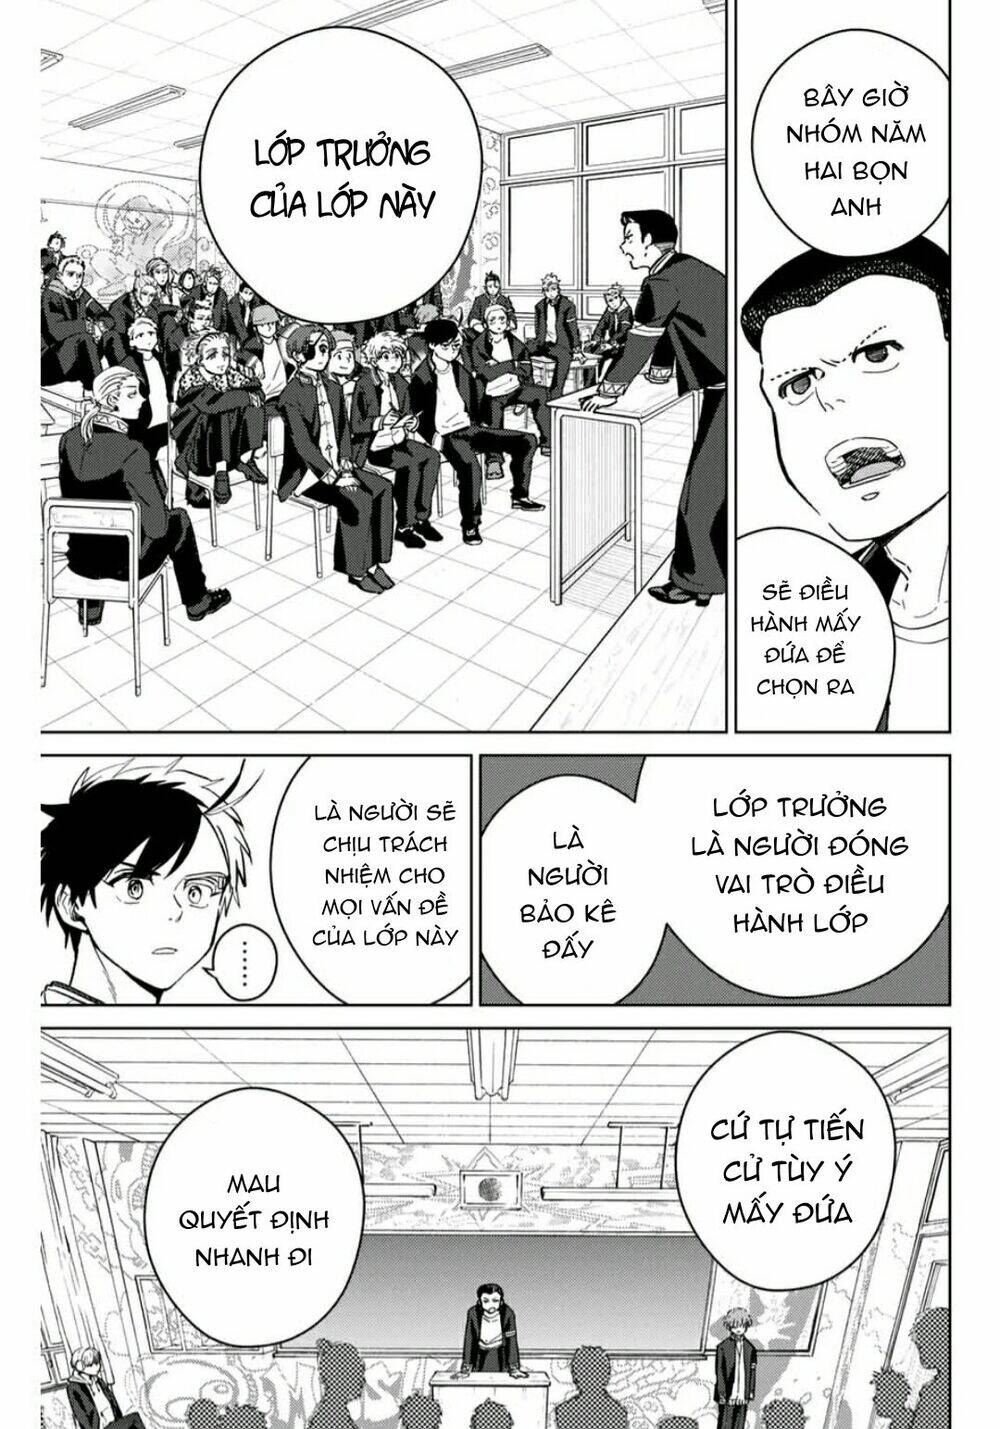 BÂY GIỜ
NHÓM NĂM
HAI BỌN
ANH
SẼ ĐIỀU
HÀNH MẤY
ĐỨA ĐỂ
CHỌN RA
LỚP TRƯỞNG
CỦA LỚP NÀY
LỚP TRƯỞNG
LÀ NGƯỜI ĐÓNG
VAI TRÒ ĐIỀU
HÀNH LỚP
LÀ
NGƯỜI
BẢO KÊ
ĐẤY
LÀ NGƯỜI SẼ
CHỊU TRÁCH
NHIỆM CHO
MỌI VẤN ĐỀ
CỦA LỚP NÀY
......
CỨ TỰ TIẾN
CỬ TÙY Ý
MẤY ĐỨA
MAU
QUYẾT ĐỊNH
NHANH ĐI